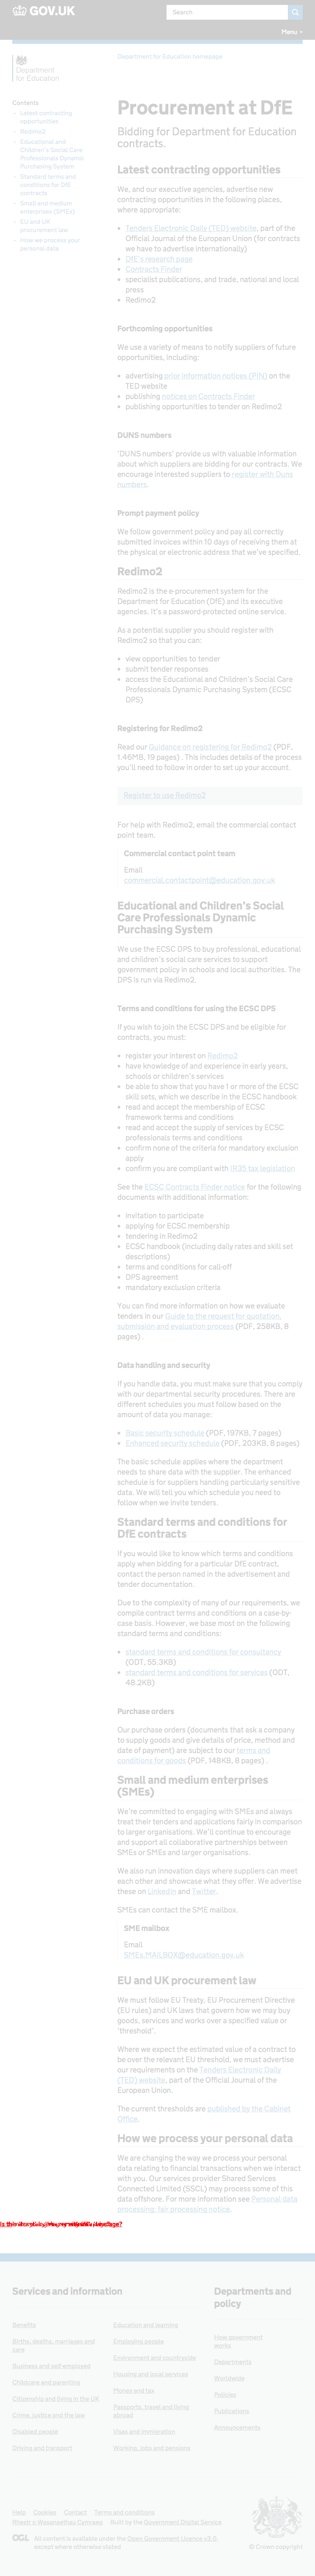 GOV.UK
Search
Menu
Department for Education
Department for Education homepage
Contents
Latest contracting
opportunities
Redimo2
Educational and
Children's Social Care
Professionals Dynamic
Purchasing System
Standard terms and
conditions for DfE
contracts
Small and medium
enterprises (SMEs)
EU and UK
procurement law
How we process your
personal data
Procurement at DfE
Bidding for Department for Education
contracts.
Latest contracting opportunities
We, and our executive agencies, advertise new
contracting opportunities in the following places,
where appropriate:
Tenders Electronic Daily (TED) website, part of the
Official Journal of the European Union (for contracts
we have to advertise internationally)
DfE's research page
Contracts Finder
specialist publications, and trade, national and local
press
Redimo2
Forthcoming opportunities
We use a variety of means to notify suppliers of future
opportunities, including:
advertising prior information notices (PIN) on the
TED website
publishing notices on Contracts Finder
publishing opportunities to tender on Redimo2
DUNS numbers
'DUNS numbers' provide us with valuable information
about which suppliers are bidding for our contracts. We
encourage interested suppliers to register with Duns
numbers.
Prompt payment policy
We follow government policy and pay all correctly
submitted invoices within 10 days of receiving them at
the physical or electronic address that we've specified.
Redimo2
Redimo2 is the e-procurement system for the
Department for Education (DfE) and its executive
agencies. It's a password-protected online service.
As a potential supplier you should register with
Redimo2 so that you can:
view opportunities to tender
submit tender responses
access the Educational and Children's Social Care
Professionals Dynamic Purchasing System (ECSC
DPS)
Registering for Redimo2
Read our Guidance on registering for Redimo2 (PDF,
1.46MB, 19 pages) . This includes details of the process
you'll need to follow in order to set up your account.
Register to use Redimo2
For help with Redimo2, email the commercial contact
point team.
Commercial contact point team
Email
commercial.contactpoint@education.gov.uk
Educational and Children's Social
Care Professionals Dynamic
Purchasing System
We use the ECSC DPS to buy professional, educational
and children's social care services to support
government policy in schools and local authorities. The
DPS is run via Redimo2.
Terms and conditions for using the ECSC DPS
If you wish to join the ECSC DPS and be eligible for
contracts, you must:
register your interest on Redimo2
have knowledge of and experience in early years,
schools or children's services
be able to show that you have 1 or more of the ECSC
skill sets, which we describe in the ECSC handbook
read and accept the membership of ECSC
framework terms and conditions
read and accept the supply of services by ECSC
professionals terms and conditions
confirm none of the criteria for mandatory exclusion
apply
confirm you are compliant with IR35 tax legislation
See the ECSC Contracts Finder notice for the following
documents with additional information:
invitation to participate
applying for ECSC membership
tendering in Redimo2
ECSC handbook (including daily rates and skill set
descriptions)
terms and conditions for call-off
DPS agreement
mandatory exclusion criteria
You can find more information on how we evaluate
tenders in our Guide to the request for quotation,
submission and evaluation process (PDF, 258KB, 8
pages) .
Data handling and security
If you handle data, you must make sure that you comply
with our departmental security procedures. There are
different schedules you must follow based on the
amount of data you manage:
Basic security schedule (PDF, 197KB, 7 pages)
Enhanced security schedule (PDF, 203KB, 8 pages)
The basic schedule applies where the department
needs to share data with the supplier. The enhanced
schedule is for suppliers handling particularly sensitive
data. We will tell you which schedule you need to
follow when we invite tenders.
Standard terms and conditions for
DfE contracts
If you would like to know which terms and conditions
apply when bidding for a particular DfE contract,
contact the person named in the advertisement or
tender documentation.
Due to the complexity of many of our requirements, we
compile contract terms and conditions on a case-by-
case basis. However, we base most on the following
standard terms and conditions:
standard terms and conditions for consultancy
(ODT, 55.3KB)
standard terms and conditions for services (ODT,
48.2KB)
Purchase orders
Our purchase orders (documents that ask a company
to supply goods and give details of price, method and
date of payment) are subject to our terms and
conditions for goods (PDF, 148KB, 8 pages) .
Small and medium enterprises
(SMEs)
We're committed to engaging with SMEs and always
treat their tenders and applications fairly in comparison
to larger organisations. We'll continue to encourage
and support all collaborative partnerships between
SMEs or SMEs and larger organisations.
We also run innovation days where suppliers can meet
each other and showcase what they offer. We advertise
these on LinkedIn and Twitter.
SMEs can contact the SME mailbox.
SME mailbox
Email
SMEs.MAILBOX@education.gov.uk
EU and UK procurement law
We must follow EU Treaty, EU Procurement Directive
(EU rules) and UK laws that govern how we may buy
goods, services and works over a specified value or
'threshold'.
Where we expect the estimated value of a contract to
be over the relevant EU threshold, we must advertise
our requirements on the Tenders Electronic Daily
(TED) website, part of the Official Journal of the
European Union.
The current thresholds are published by the Cabinet
Office.
How we process your personal data
We are changing the way we process your personal
data relating to financial transactions when we interact
with you. Our services provider Shared Services
Connected Limited (SSCL) may process some of this
data offshore. For more information see Personal data
processing: fair processing notice.
Services and information
Benefits
Births, deaths, marriages and
care
Business and self-employed
Childcare and parenting
Citizenship and living in the UK
Crime, justice and the law
Disabled people
Driving and transport
Education and learning
Employing people
Environment and countryside
Housing and local services
Money and tax
Passports, travel and living
abroad
Visas and immigration
Working, jobs and pensions
Departments and
policy
How government
works
Departments
Worldwide
Policies
Publications
Announcements
Help Cookies Contact Terms and conditions
Rhestr o Wasanaethau Cymraeg Built by the Government Digital Service
OGL All content is available under the Open Government Licence v3.0,
except where otherwise stated
© Crown copyright